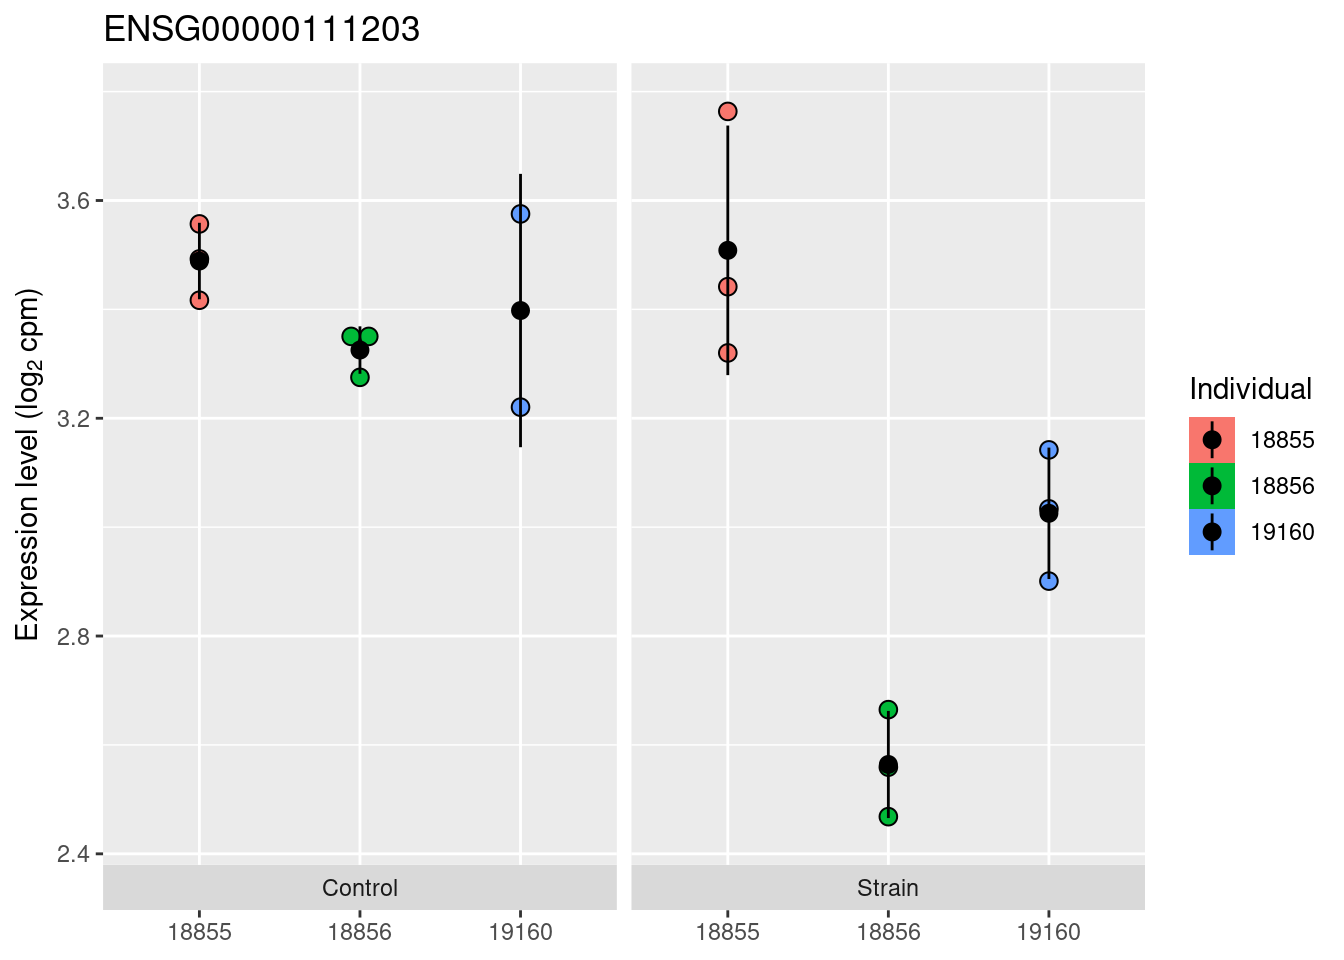 ENSG00000111203
Expression level (log₂ cpm)
3.6
3.2
2.8
2.4
Control
Strain
18855
18856
19160
18855
18856
19160
Individual
18855
18856
19160